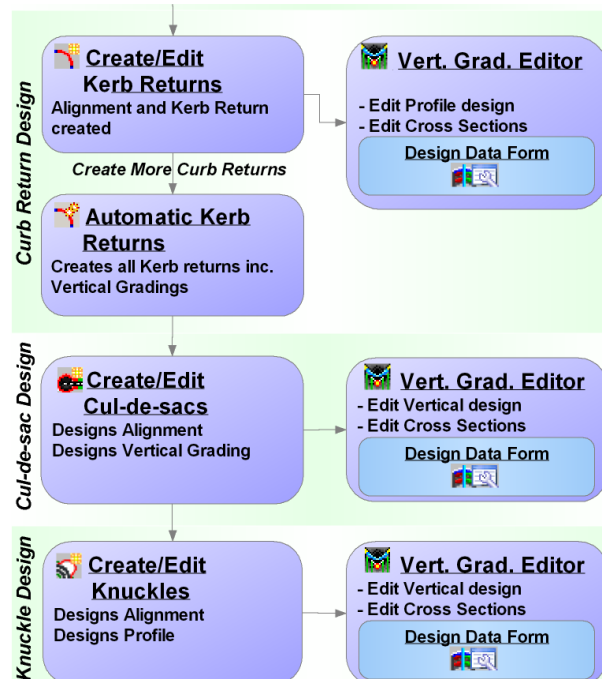 Curb Return Design
Create/Edit
Kerb Returns
Alignment and Kerb Return
created
Vert. Grad. Editor
- Edit Profile design
- Edit Cross Sections
Design Data Form
Create More Curb Returns
Automatic Kerb
Returns
Creates all Kerb returns inc.
Vertical Gradings
Cul-de-sac Design
Create/Edit
Cul-de-sacs
Designs Alignment
Designs Vertical Grading
Vert. Grad. Editor
- Edit Vertical design
- Edit Cross Sections
Design Data Form
Knuckle Design
Create/Edit
Knuckles
Designs Alignment
Designs Profile
Vert. Grad. Editor
- Edit Vertical design
- Edit Cross Sections
Design Data Form